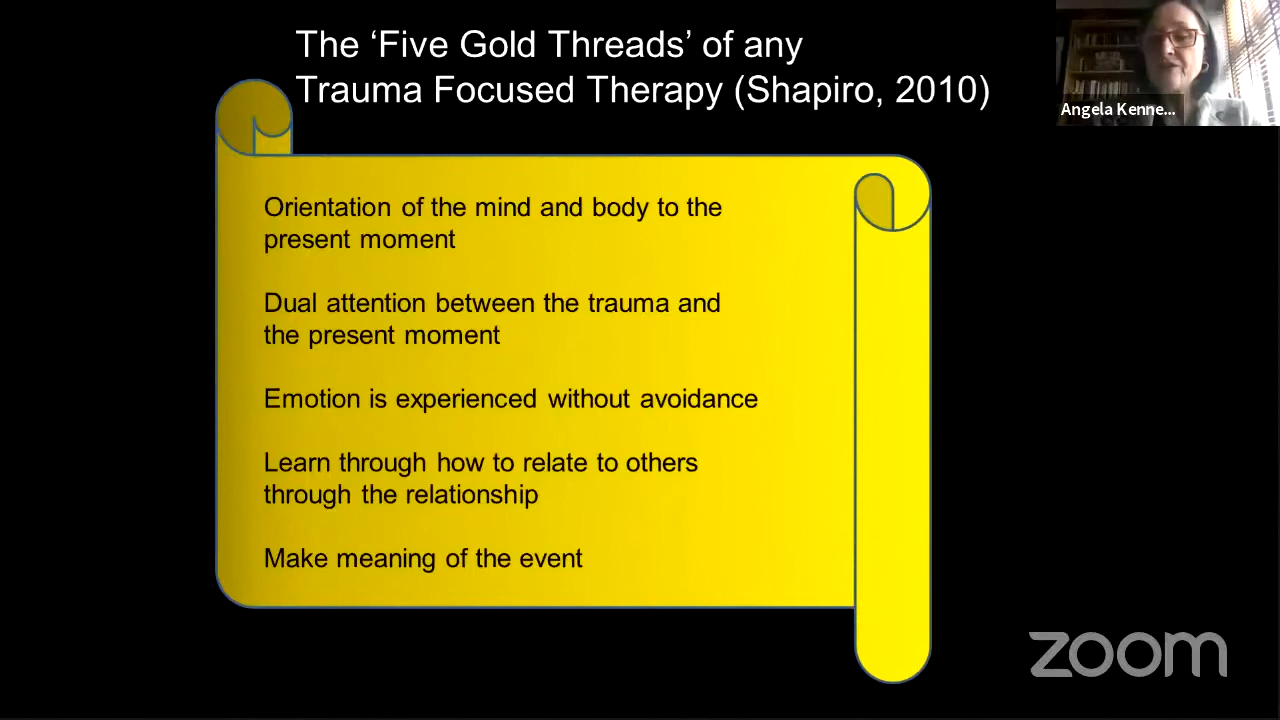 The ‘Five Gold Threads’ of any
Trauma Focused Therapy (Shapiro, 2010)
Angela Kenne...
Orientation of the mind and body to the
present moment
Dual attention between the trauma and
the present moment
Emotion is experienced without avoidance
Learn through how to relate to others
through the relationship
Make meaning of the event
zoom